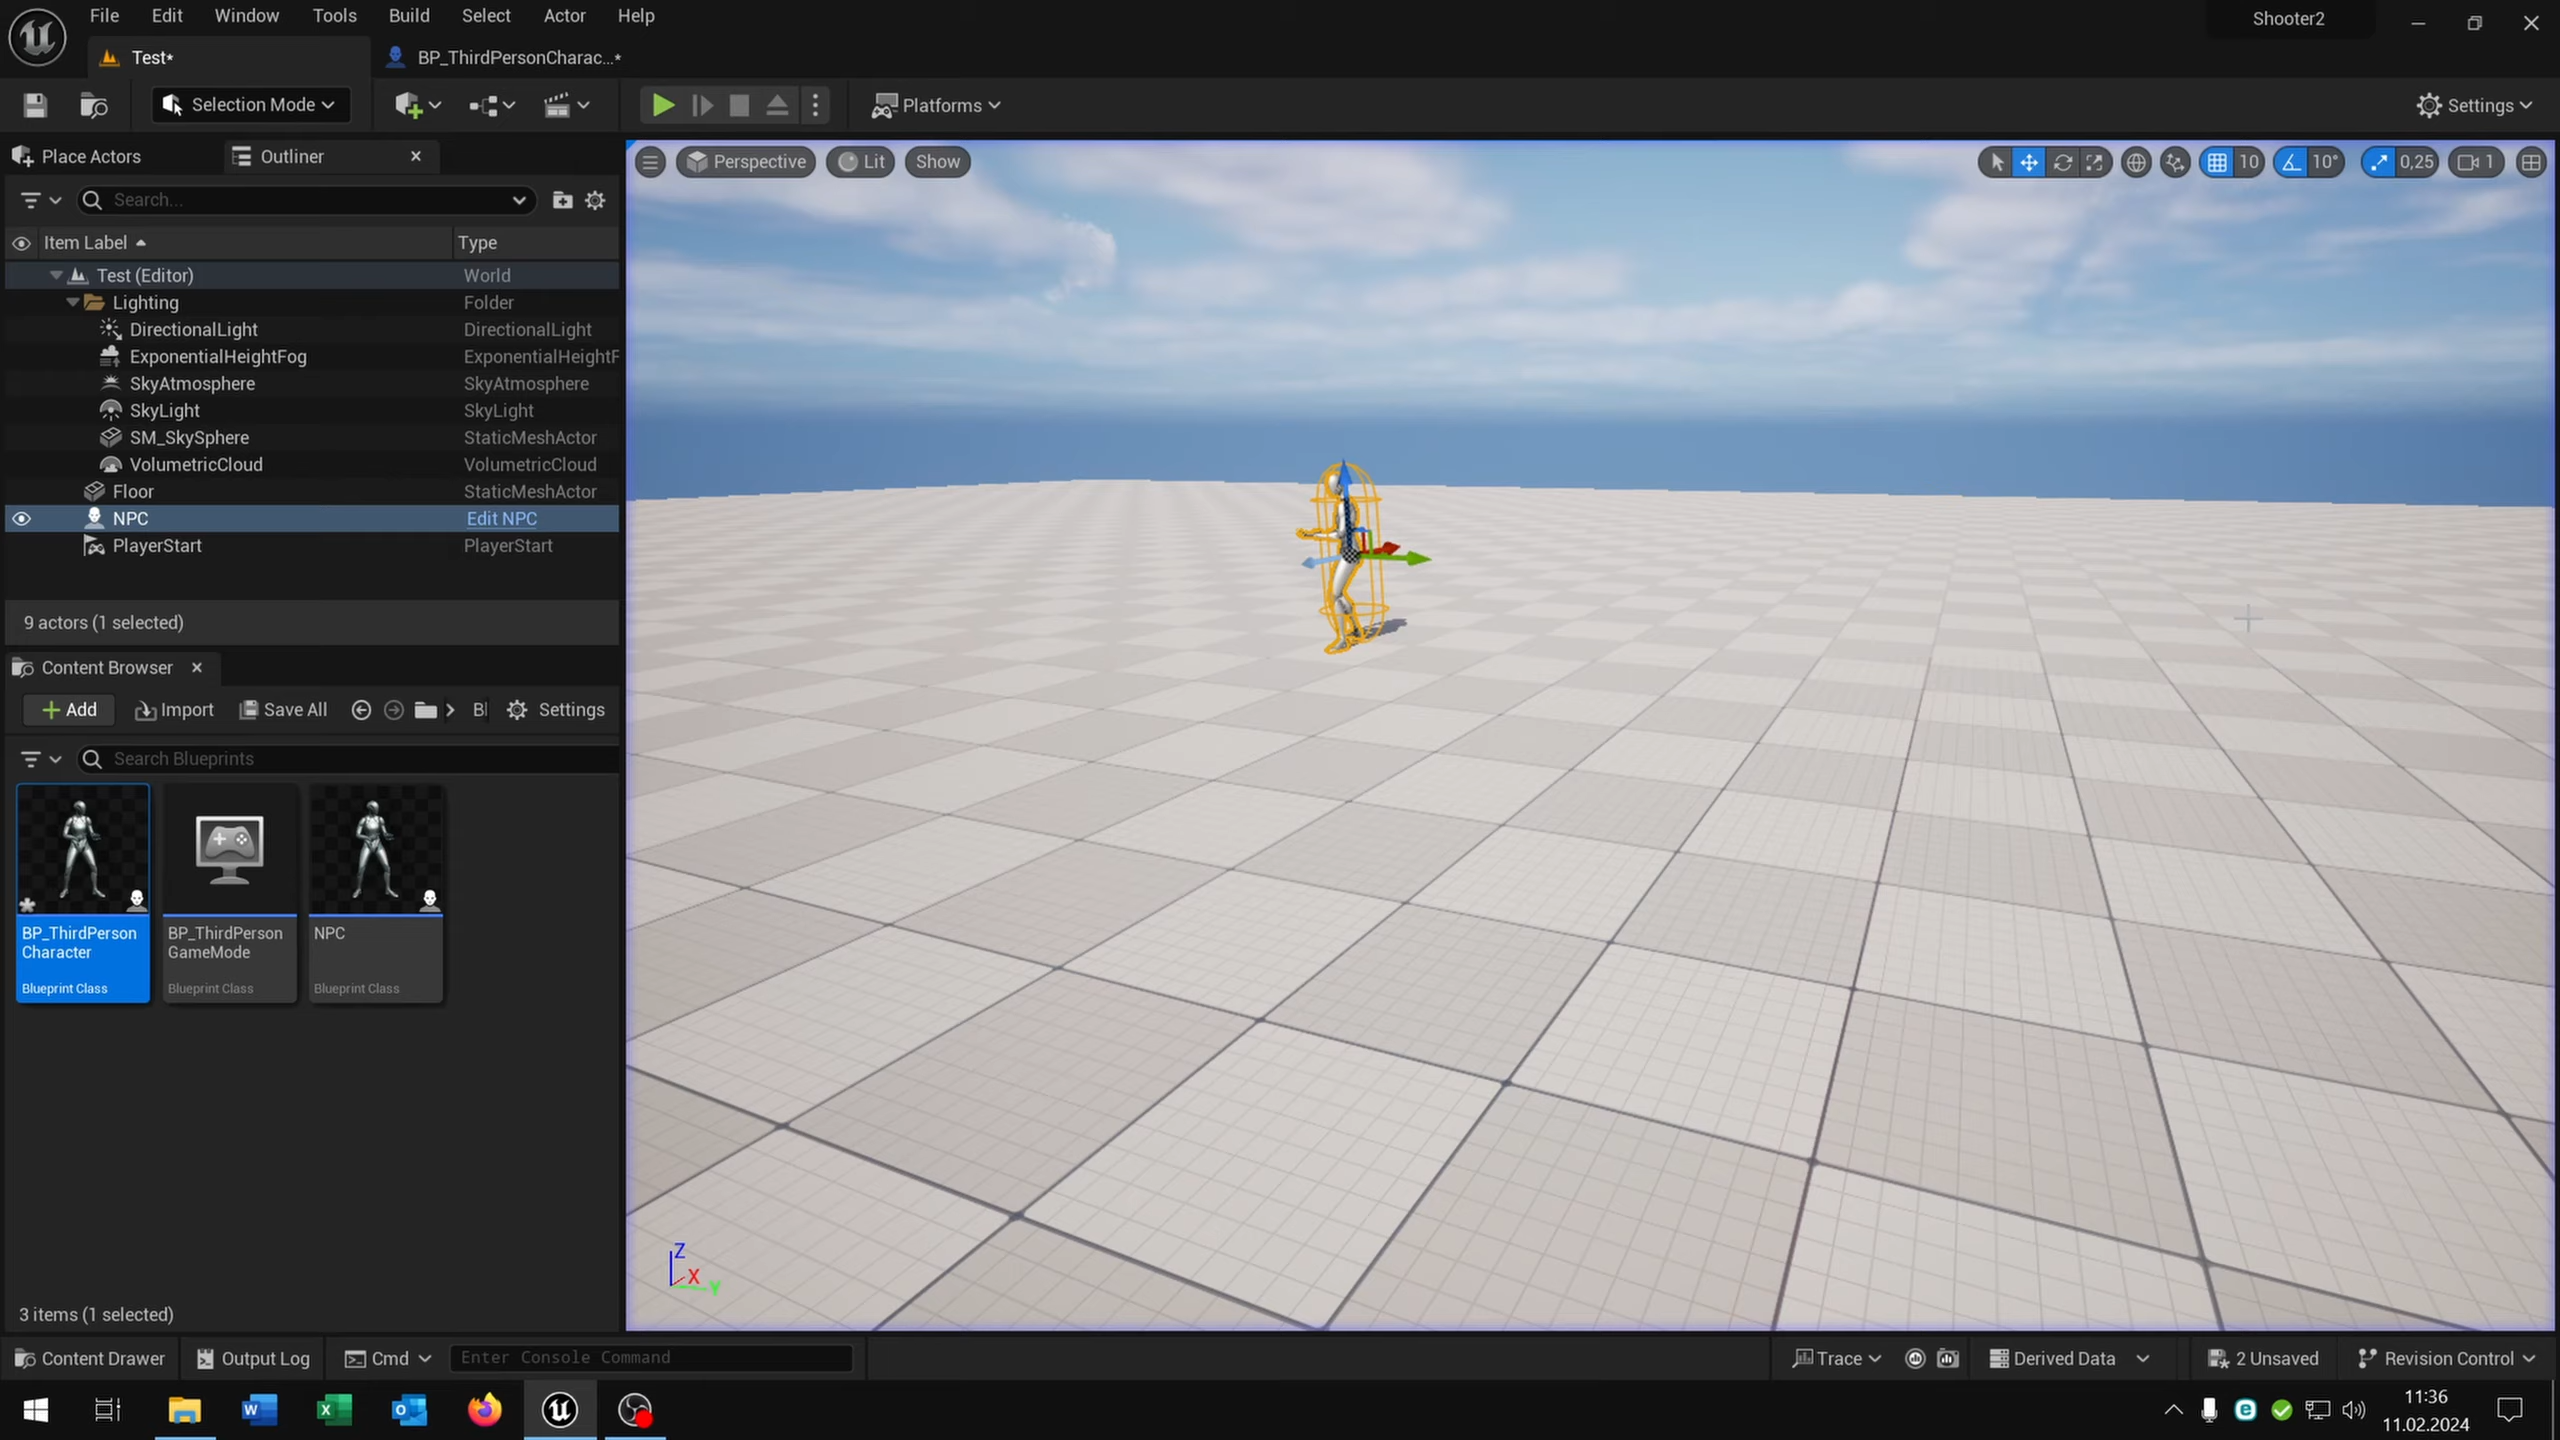 File Edit Window Tools Build Select Actor Help
Shooter2
Test*
BP_ThirdPersonCharac...*
Selection Mode
Platforms
Settings
Place Actors
Outliner
Perspective
Lit
Show
10
10°
0,25
1
Search...
Item Label
Type
Test (Editor) World
Lighting Folder
DirectionalLight DirectionalLight
ExponentialHeightFog ExponentialHeightF
SkyAtmosphere SkyAtmosphere
SkyLight SkyLight
SM_SkySphere StaticMeshActor
VolumetricCloud VolumetricCloud
Floor StaticMeshActor
NPC Edit NPC
PlayerStart PlayerStart
9 actors (1 selected)
Content Browser
Add
Import
Save All
Bl
Settings
Search Blueprints
BP_ThirdPerson
Character
Blueprint Class
BP_ThirdPerson
GameMode
Blueprint Class
NPC
Blueprint Class
Z
X
Y
3 items (1 selected)
Content Drawer
Output Log
Cmd
Enter Console Command
Trace
Derived Data
2 Unsaved
Revision Control
11:36
11.02.2024